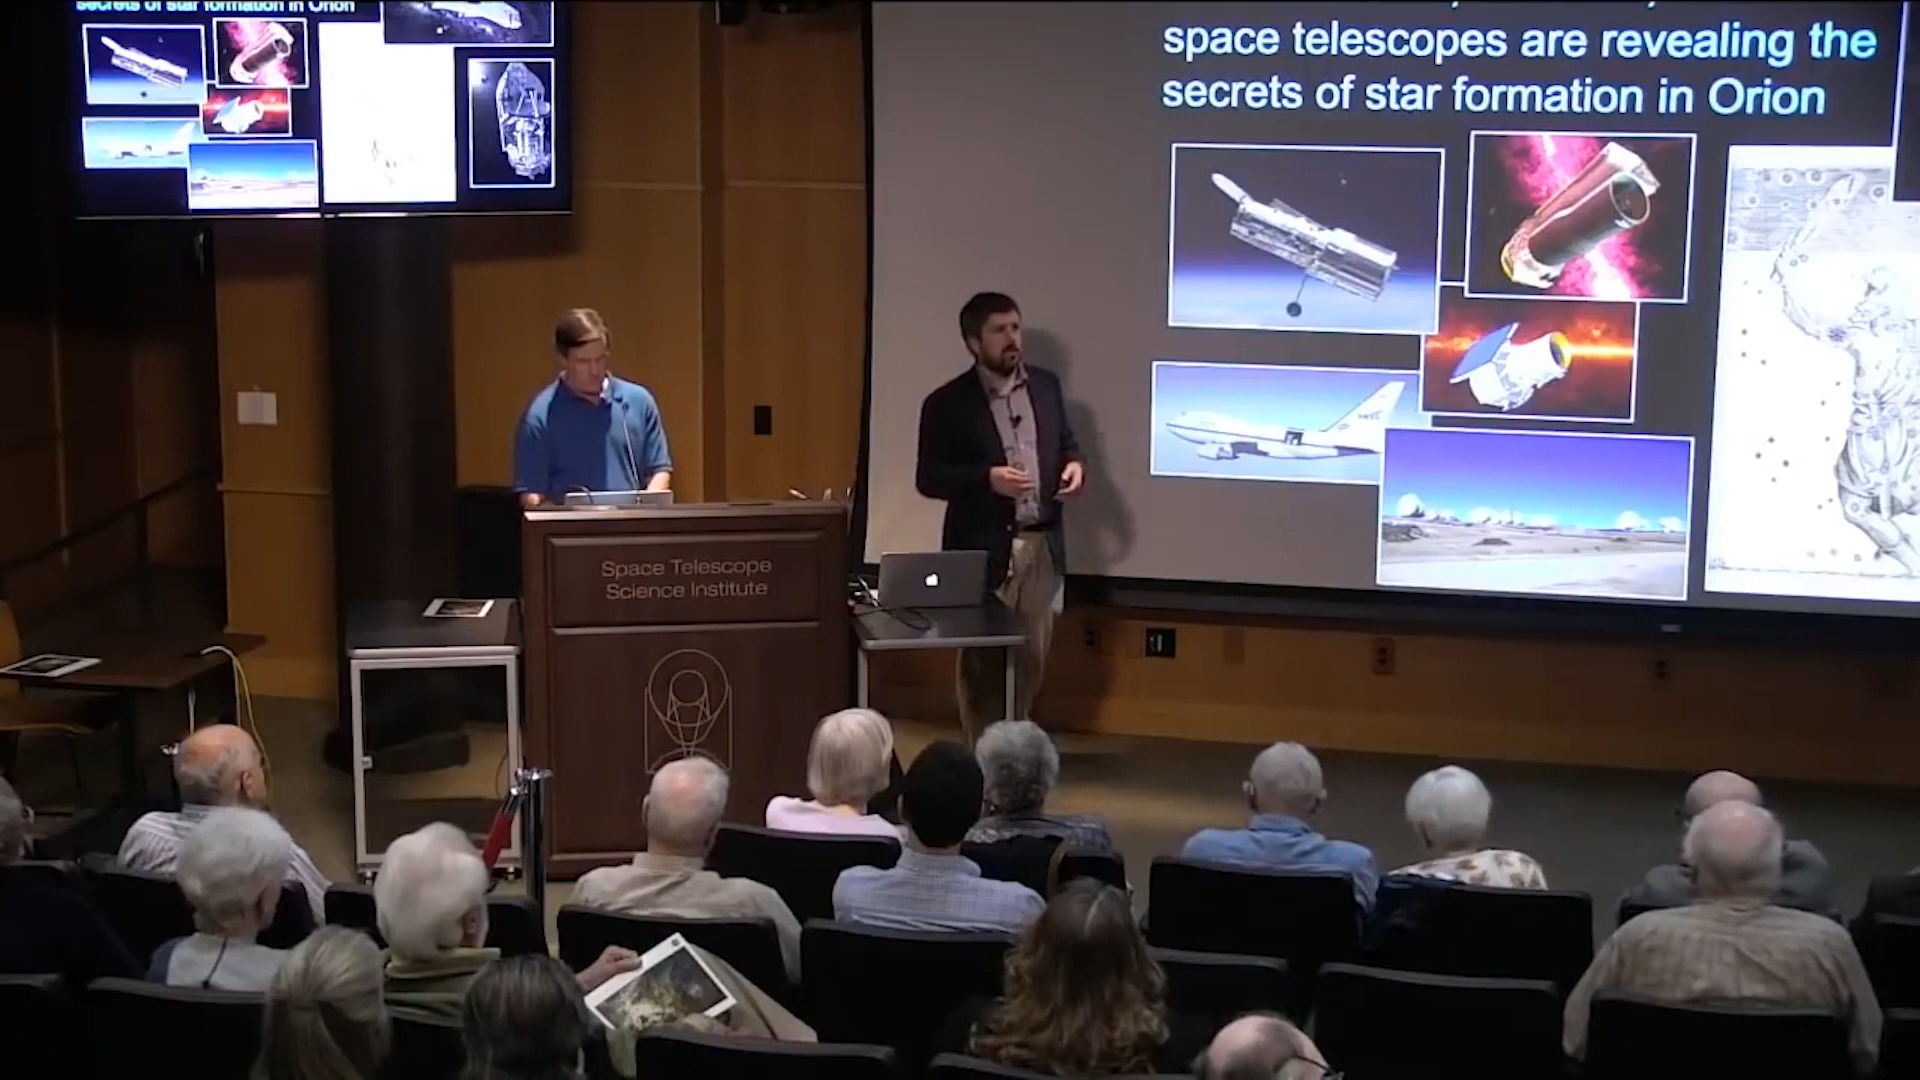 secrets of star formation in Orion
space telescopes are revealing the
secrets of star formation in Orion
Space Telescope
Science Institute